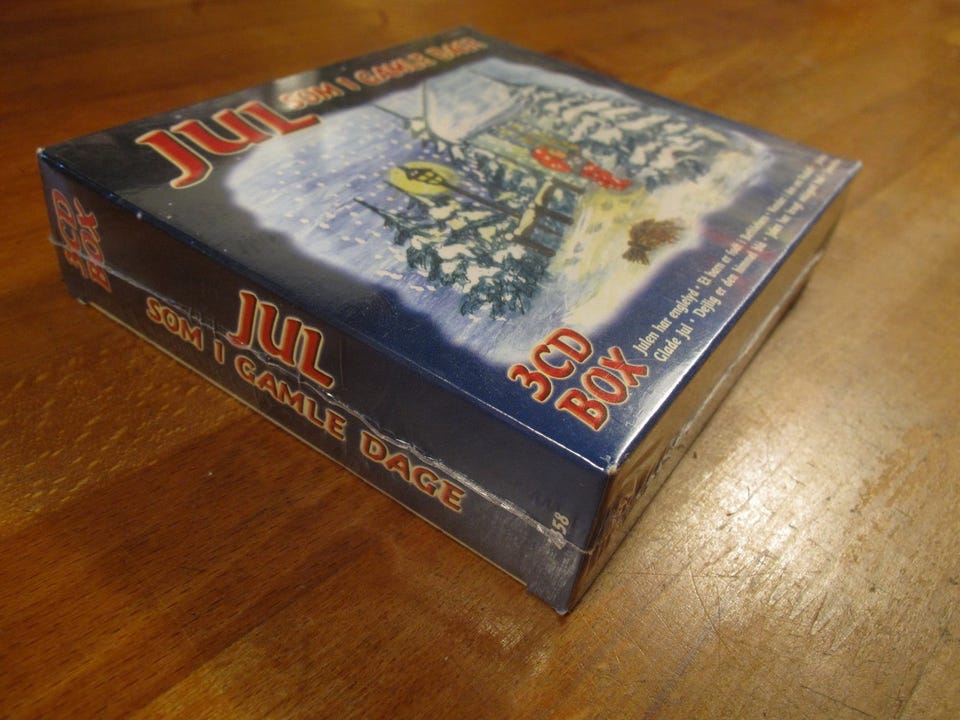 JUL
SOM I GAMLE DAGE
3CD
BOX
Julen har englelyd · Et barn er født i Betlehem
Glade jul · Dejlig er den himmel blå
3CD
BOX
JUL
SOM I GAMLE DAGE